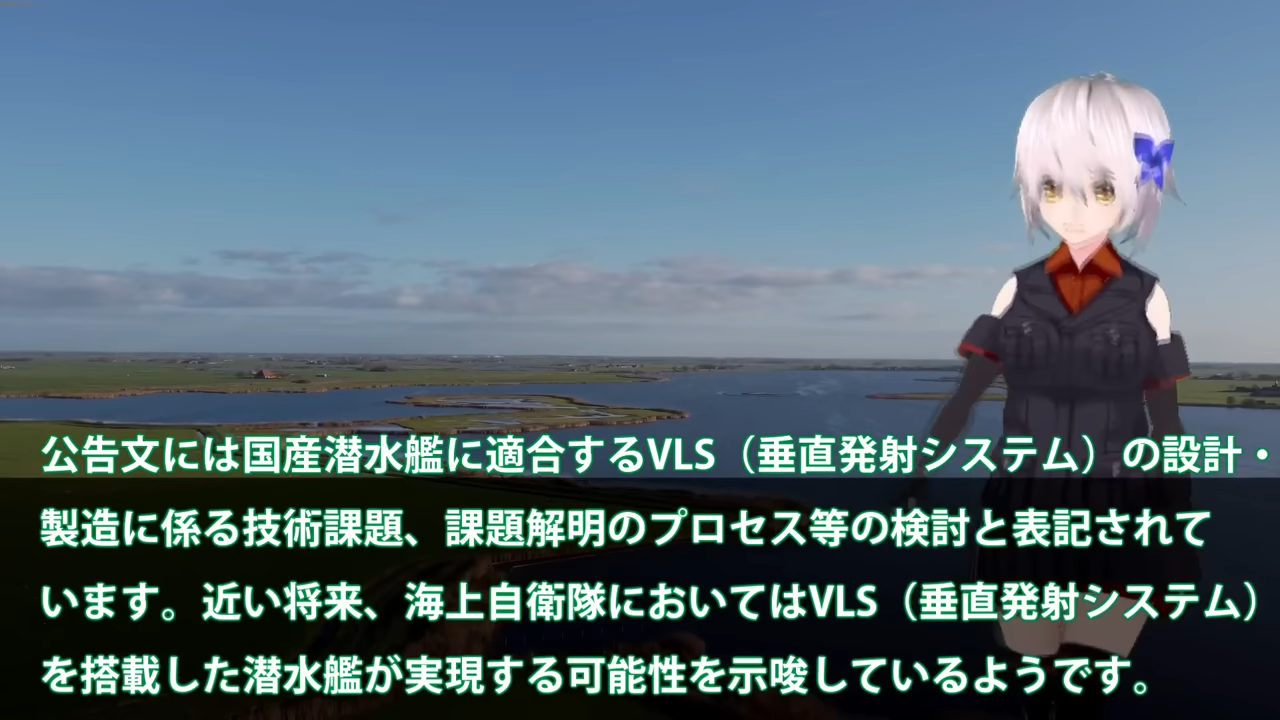 公告文には国産潜水艦に適合するVLS（垂直発射システム）の設計・
製造に係る技術課題、課題解明のプロセス等の検討と表記されて
います。近い将来、海上自衛隊においてはVLS（垂直発射システム）
を搭載した潜水艦が実現する可能性を示唆しているようです。